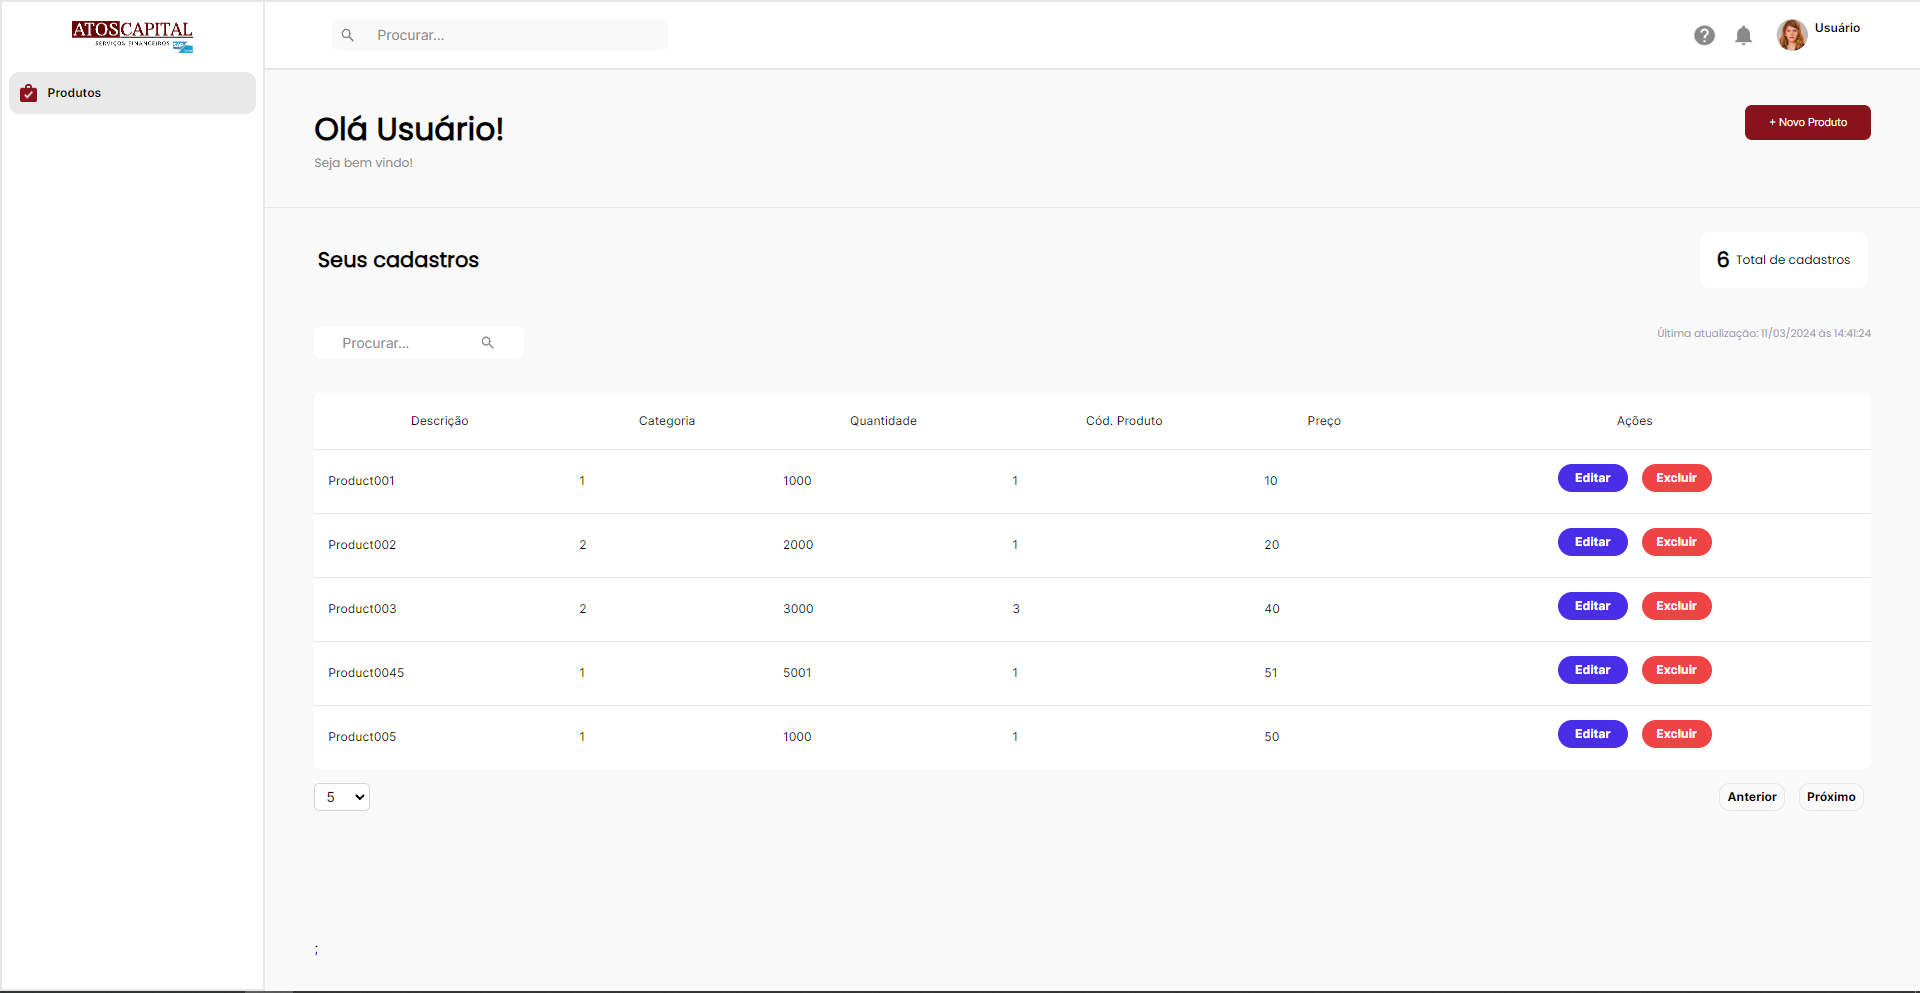 ATOSCAPITAL
SERVIÇOS FINANCEIROS
Procurar...
Usuário
Produtos
Olá Usuário!
Seja bem vindo!
+ Novo Produto
Seus cadastros
6 Total de cadastros
Procurar...
Última atualização: 11/03/2024 às 14:41:24
Descrição Categoria Quantidade Cód. Produto Preço Ações
Product001 1 1000 1 10 Editar Excluir
Product002 2 2000 1 20 Editar Excluir
Product003 2 3000 3 40 Editar Excluir
Product0045 1 5001 1 51 Editar Excluir
Product005 1 1000 1 50 Editar Excluir
5 Anterior Próximo
;